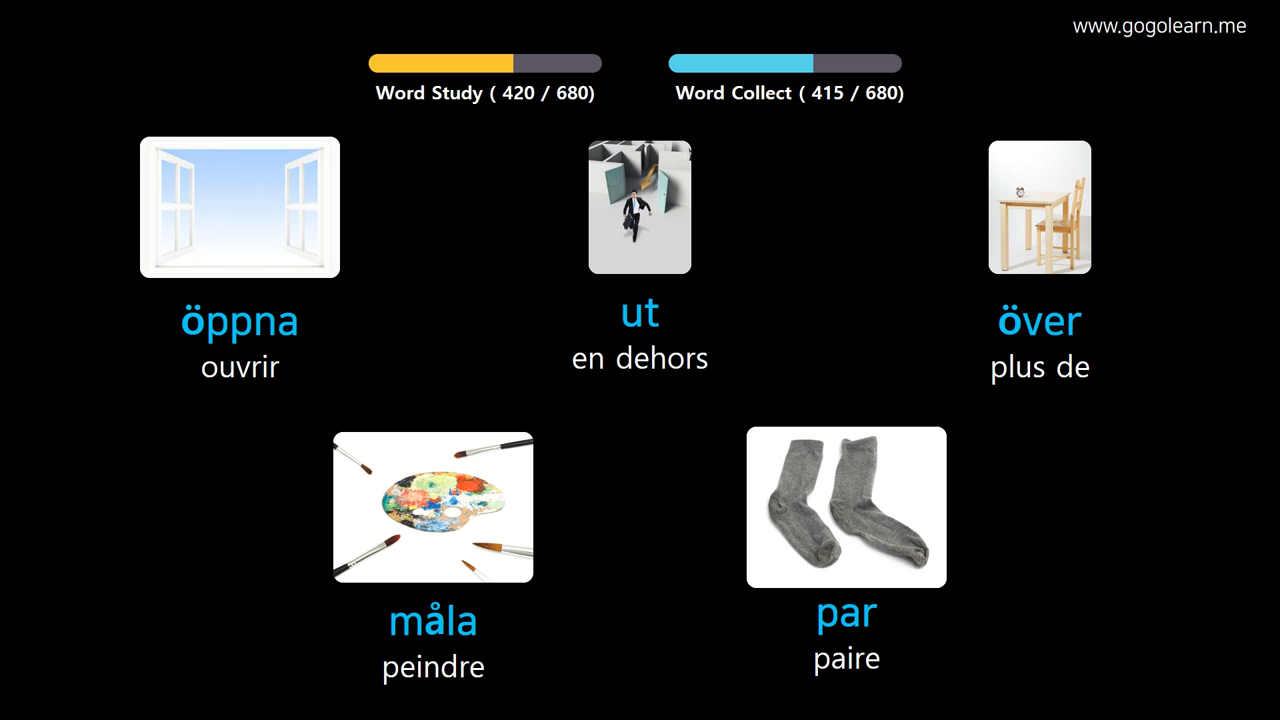 www.gogolearn.me
Word Study ( 420 / 680)
Word Collect ( 415 / 680)
öppna
ouvrir
ut
en dehors
över
plus de
måla
peindre
par
paire